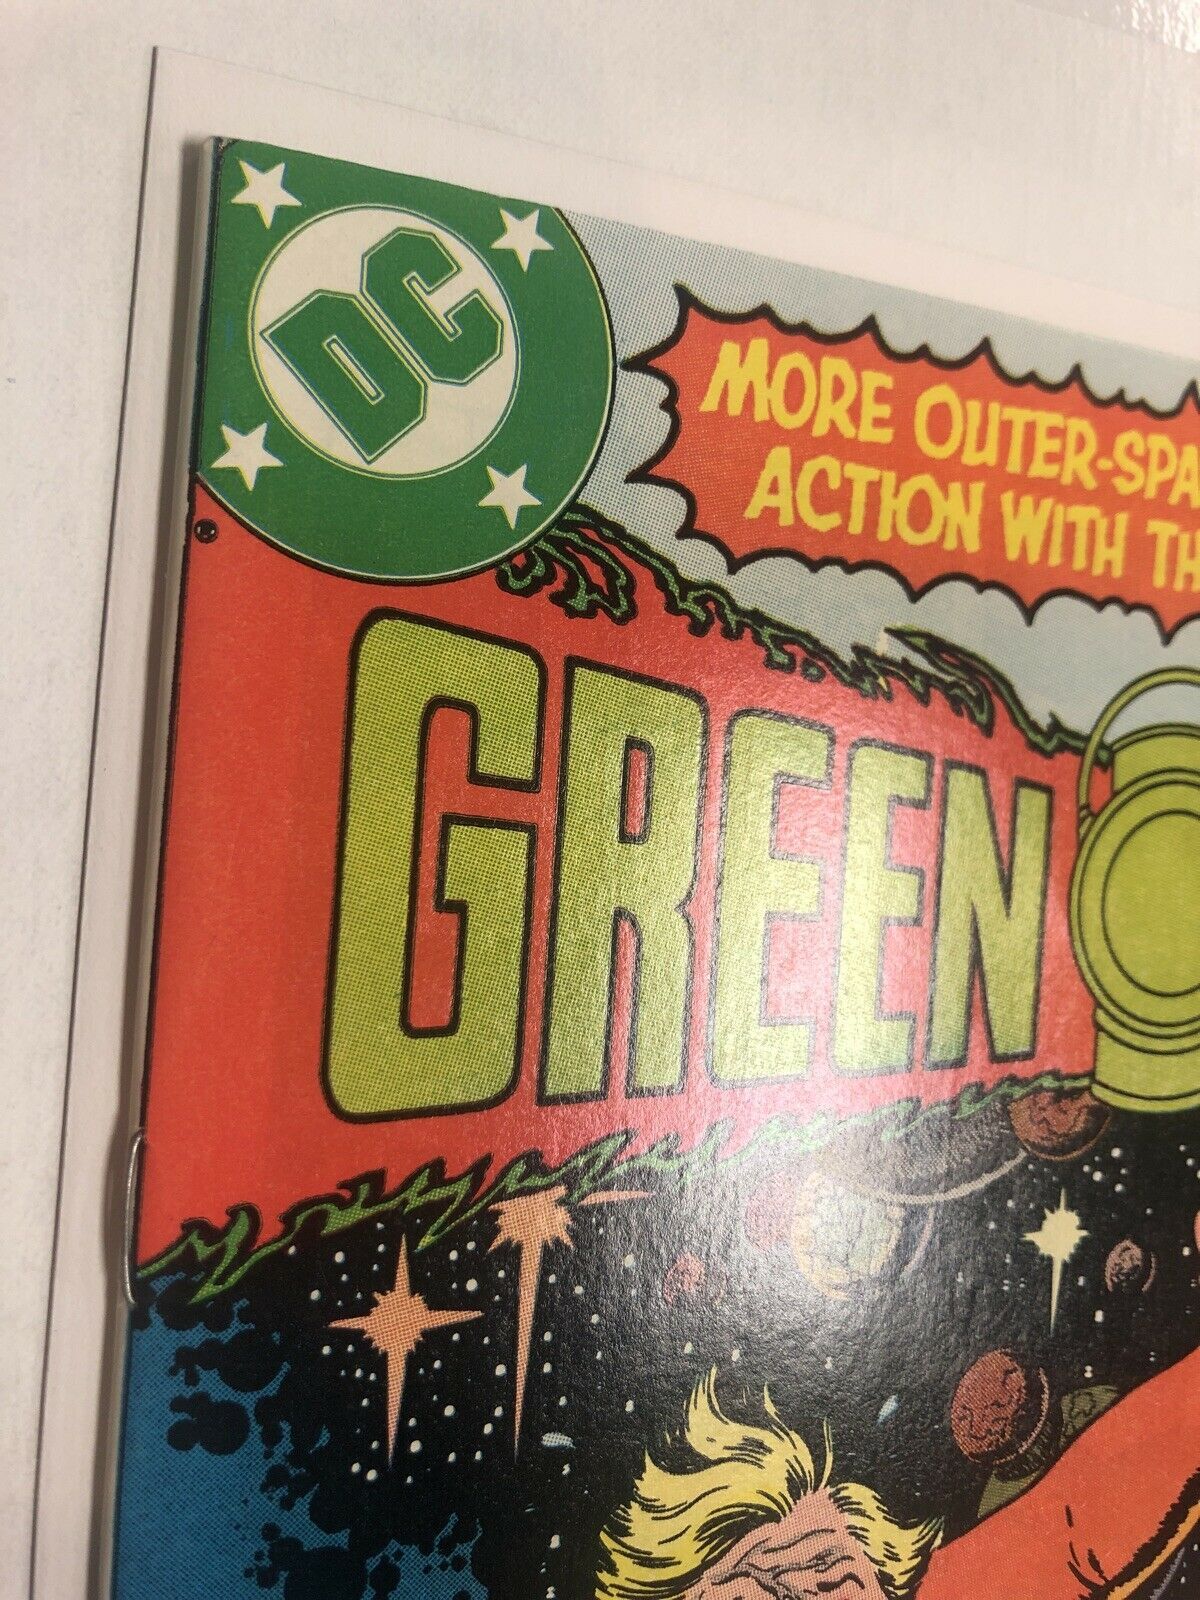 DC
MORE OUTER-SPA
ACTION WITH TH
GREEN